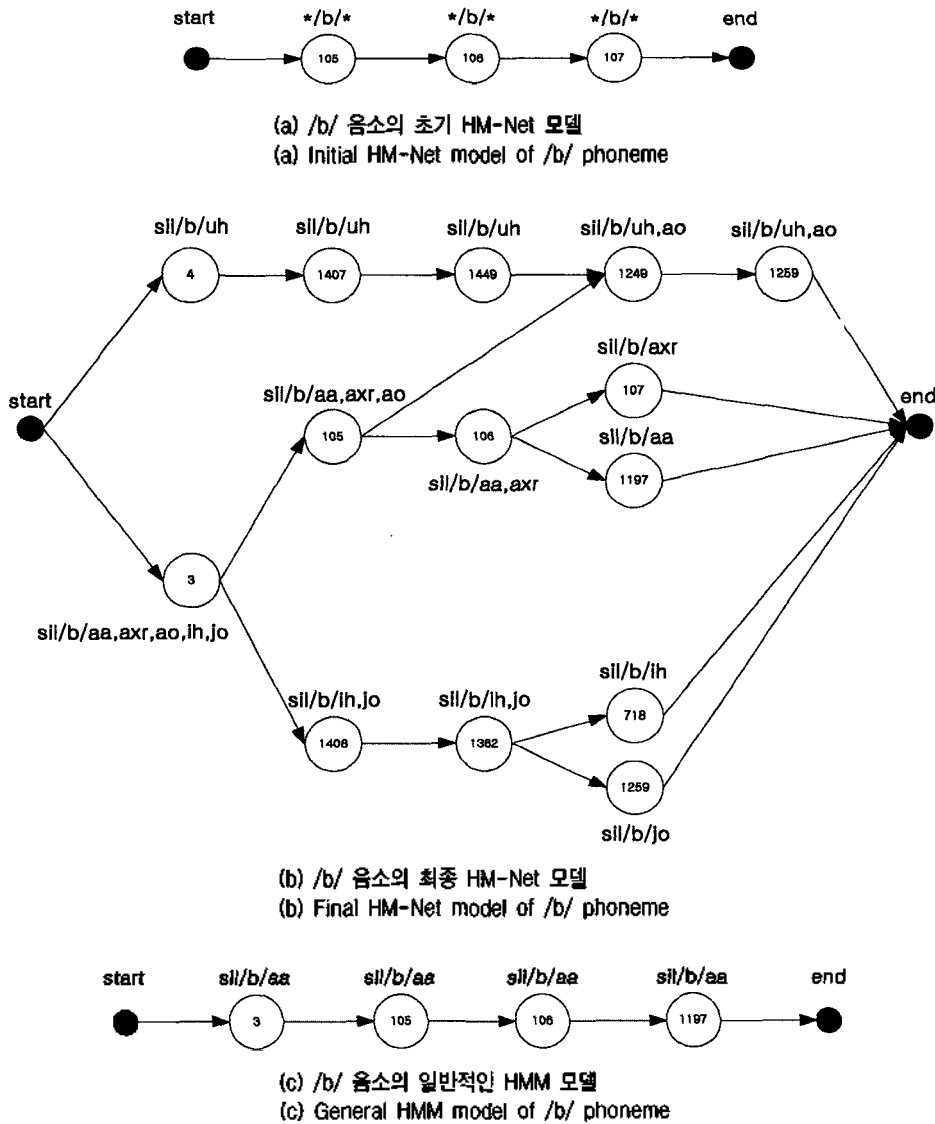 start */b/* */b/* */b/* end
105 106 107
(a) /b/ 음소의 초기 HM-Net 모델
(a) Initial HM-Net model of /b/ phoneme
sil/b/uh sil/b/uh sil/b/uh sil/b/uh,ao sil/b/uh,ao
4 1407 1449 1249 1259
sil/b/axr
start sil/b/aa,axr,ao 107 end
105 106 sil/b/aa
sil/b/aa,axr 1197
3
sil/b/aa,axr,ao,ih,jo
sil/b/ih
sil/b/ih,jo sil/b/ih,jo 718
1406 1362
1259
sil/b/jo
(b) /b/ 음소의 최종 HM-Net 모델
(b) Final HM-Net model of /b/ phoneme
start sil/b/aa sil/b/aa sil/b/aa sil/b/aa end
3 105 106 1197
(c) /b/ 음소의 일반적인 HMM 모델
(c) General HMM model of /b/ phoneme